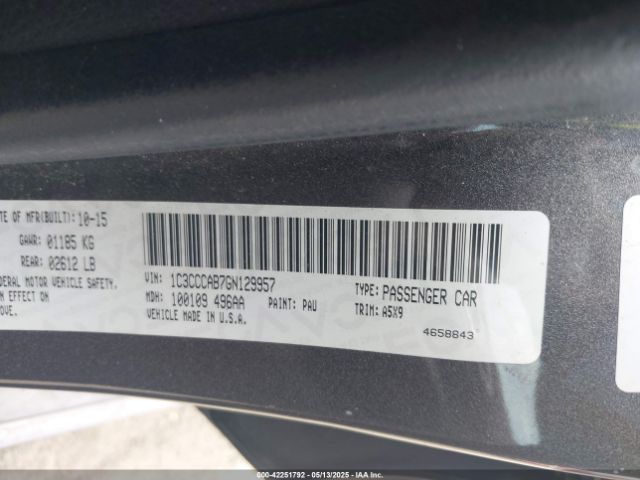 TE OF MFR(BUILT): 10-15
GAWR: 01185 KG
REAR: 02612 LB
DERAL MOTOR VEHICLE SAFETY.
N EFFECT ON
OVE.
VIN: 1C3CCCAB7GN129957
MDH: 100109 496AA PAINT: PAU
VEHICLE MADE IN U.S.A.
TYPE: PASSENGER CAR
TRIM: A5X9
4658843
000-42251792 - 05/13/2025 - IAA Inc.